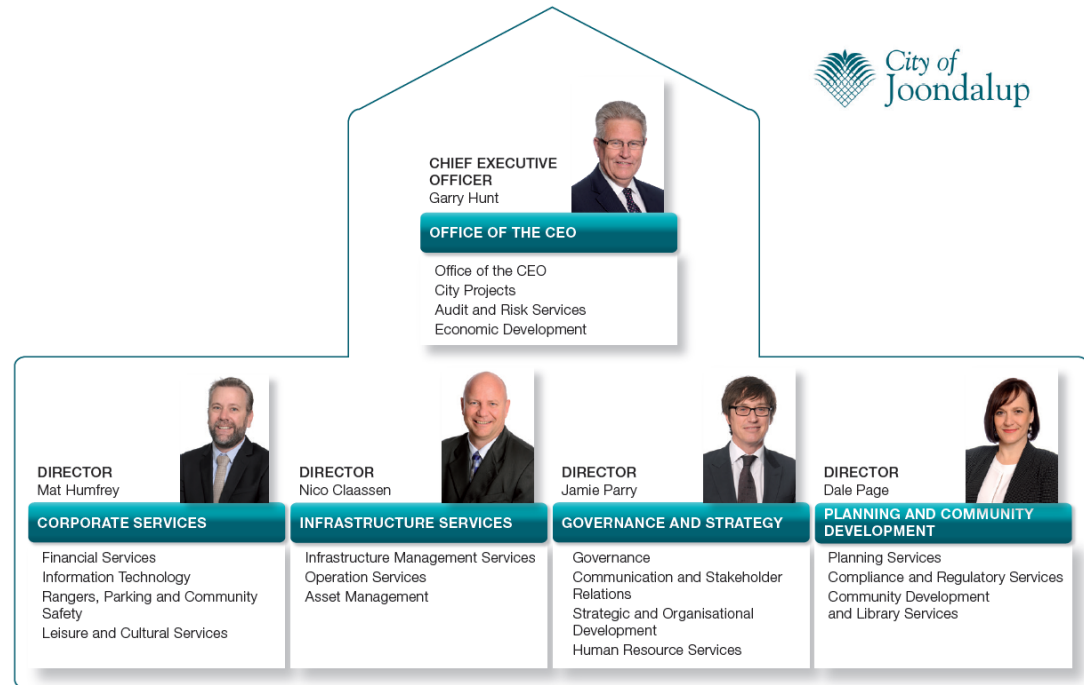 City of
Joondalup
CHIEF EXECUTIVE
OFFICER
Garry Hunt
OFFICE OF THE CEO
Office of the CEO
City Projects
Audit and Risk Services
Economic Development
DIRECTOR
Mat Humfrey
CORPORATE SERVICES
Financial Services
Information Technology
Rangers, Parking and Community
Safety
Leisure and Cultural Services
DIRECTOR
Nico Claassen
INFRASTRUCTURE SERVICES
Infrastructure Management Services
Operation Services
Asset Management
DIRECTOR
Jamie Parry
GOVERNANCE AND STRATEGY
Governance
Communication and Stakeholder
Relations
Strategic and Organisational
Development
Human Resource Services
DIRECTOR
Dale Page
PLANNING AND COMMUNITY
DEVELOPMENT
Planning Services
Compliance and Regulatory Services
Community Development
and Library Services